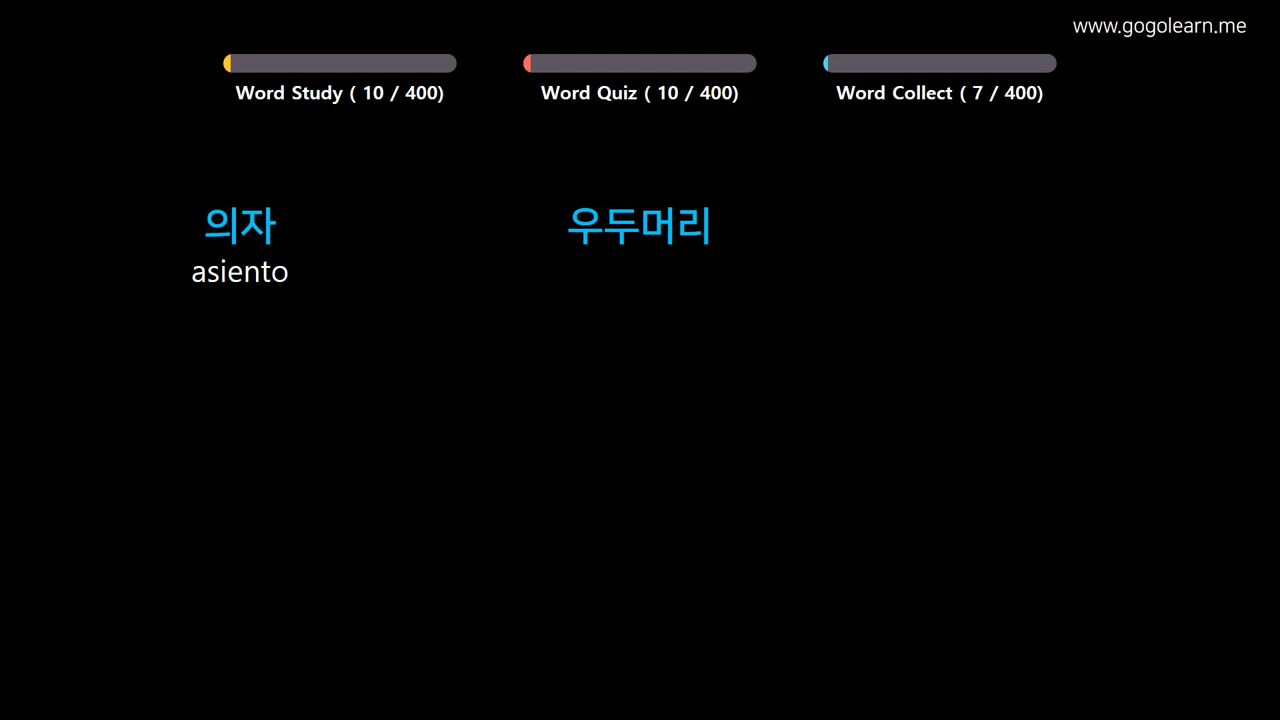 www.gogolearn.me
Word Study ( 10 / 400)
Word Quiz ( 10 / 400)
Word Collect ( 7 / 400)
의자
asiento
우두머리